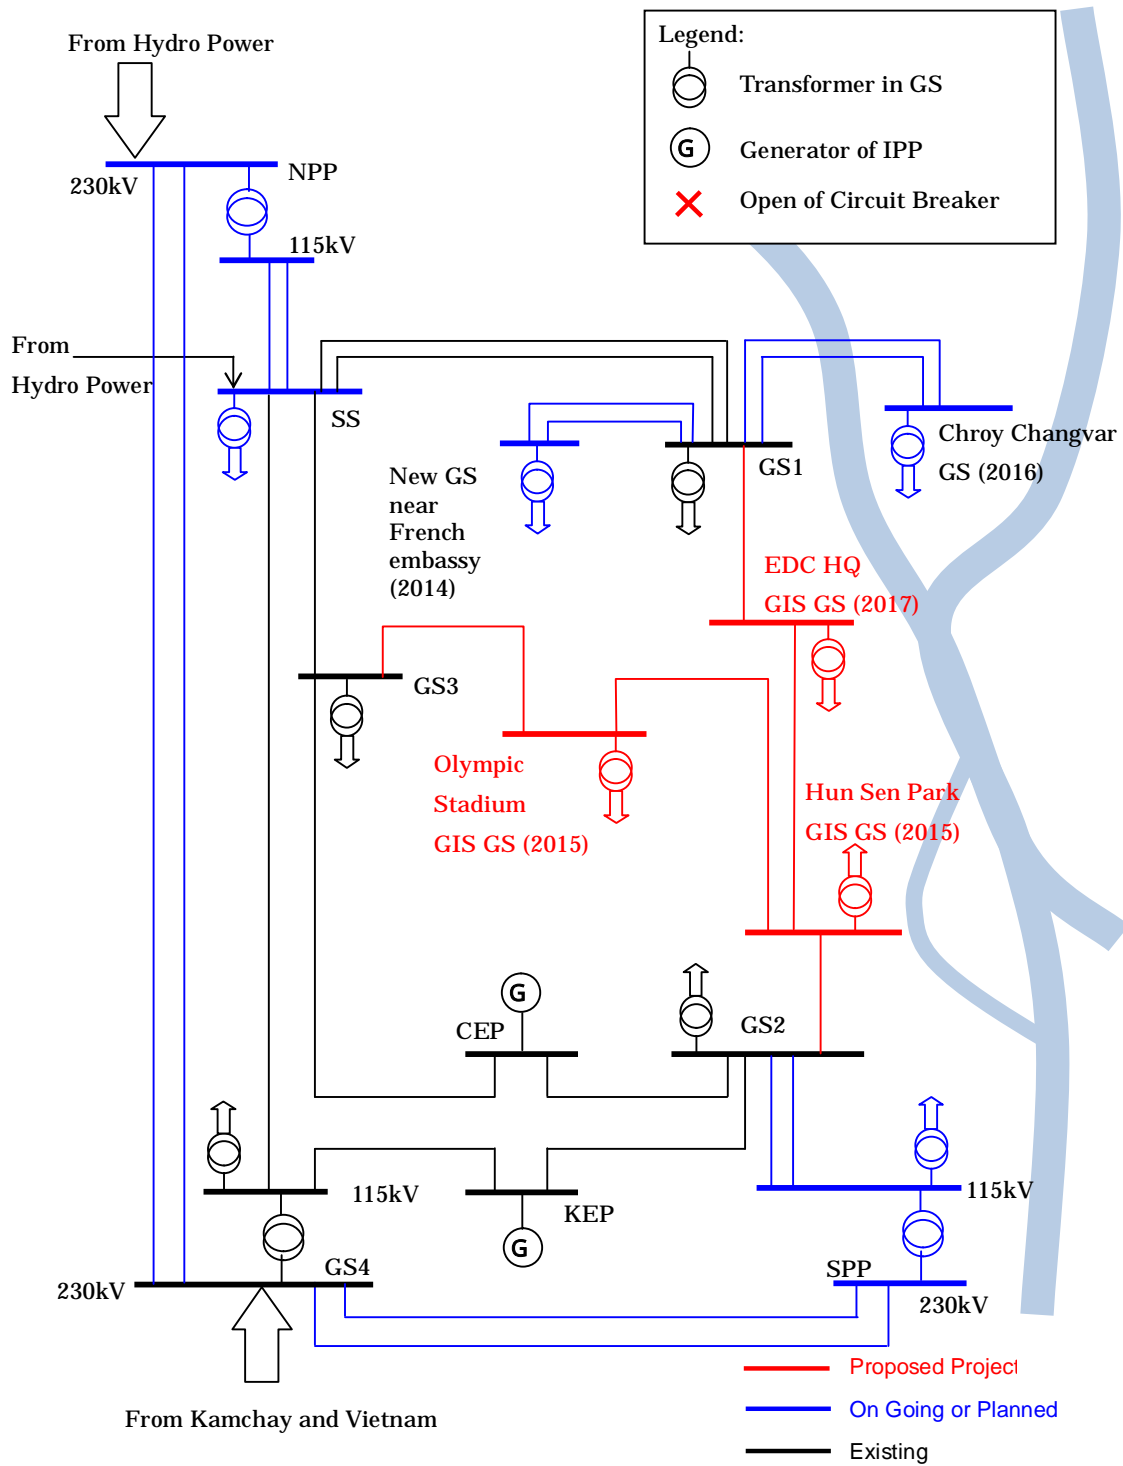 From Hydro Power
Legend:
Transformer in GS
G
Generator of IPP
Open of Circuit Breaker
230kV
NPP
115kV
From
Hydro Power
SS
GS1
Chroy Changvar
GS (2016)
New GS
near
French
embassy
(2014)
EDC HQ
GIS GS (2017)
GS3
Olympic
Stadium
GIS GS (2015)
Hun Sen Park
GIS GS (2015)
G
CEP
GS2
115kV
KEP
115kV
G
GS4
230kV
SPP
230kV
From Kamchay and Vietnam
Proposed Project
On Going or Planned
Existing